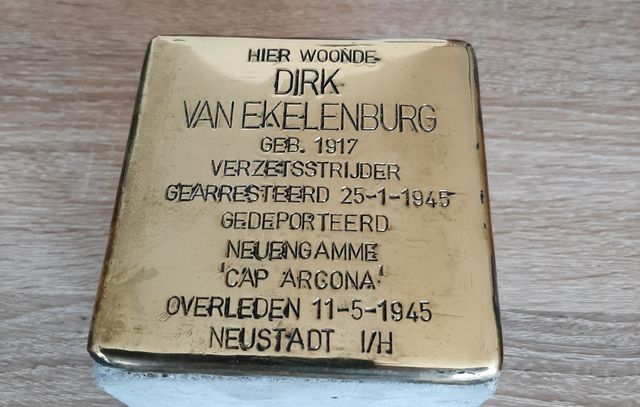 HIER WOONDE
DIRK
VAN EKELENBURG
GEB. 1917
VERZETSSTRIJDER
GEARRESTEERD 25-1-1945
GEDEPORTEERD
NEUENGAMME
'CAP ARCONA'
OVERLEDEN 11-5-1945
NEUSTADT I/H